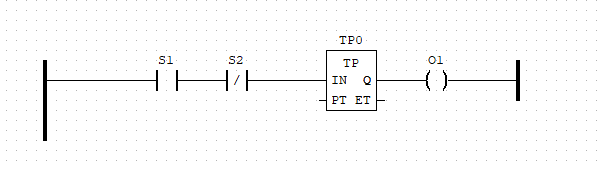 TP0
S1 S2 TP O1
/
IN Q
PT ET